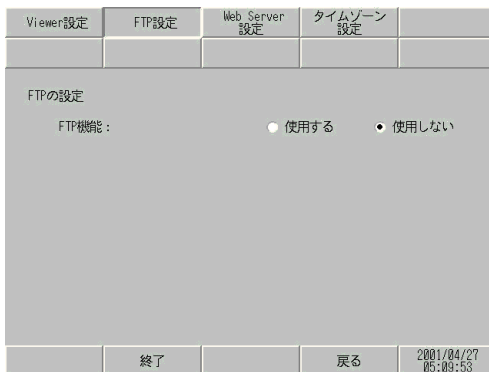 Viewer設定
FTP設定
Web Server
設定
タイムゾーン
設定
FTPの設定
FTP機能：
使用する
使用しない
終了
戻る
2001/04/27
05:09:53